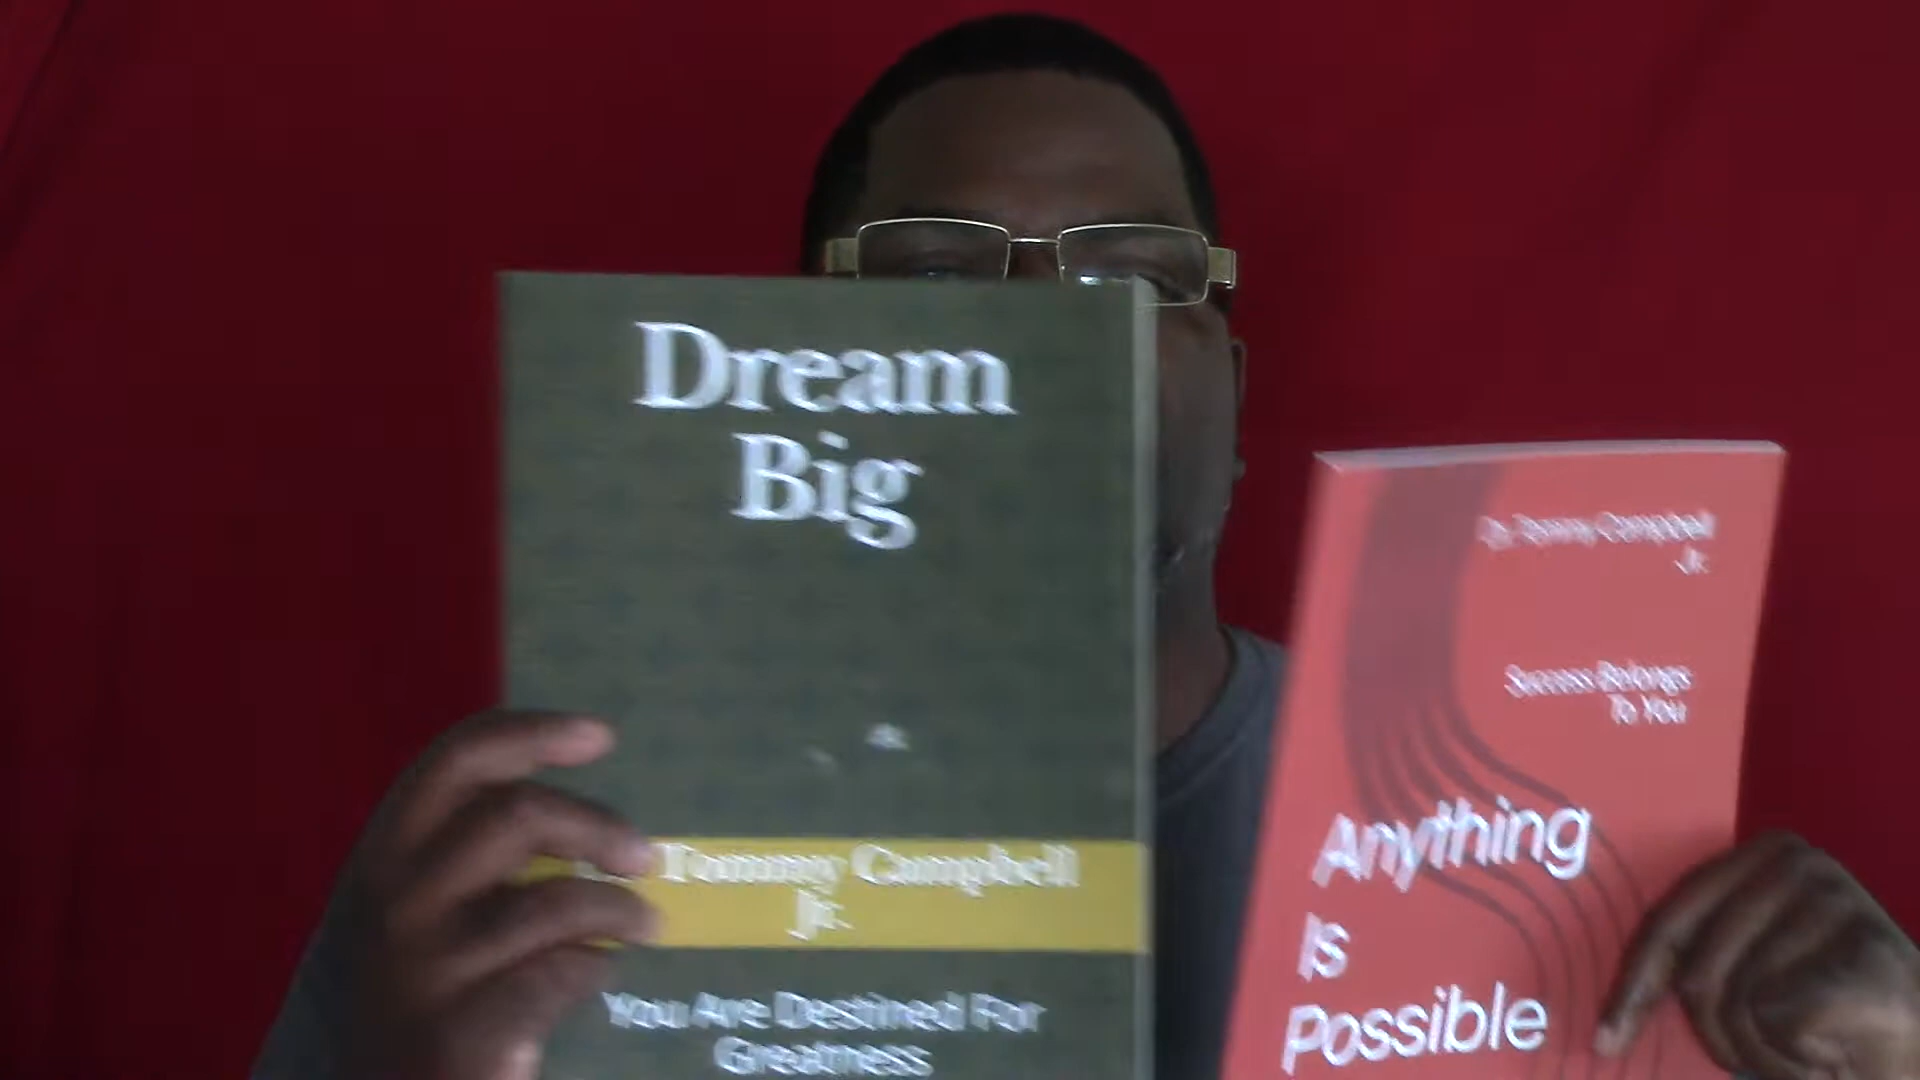 Dream
Big
Tommy Campbell
Jr.
You Are Destined For
Greatness
Dr. Tommy Campbell
Jr.
Success Belongs
To You
Anything
Is
Possible